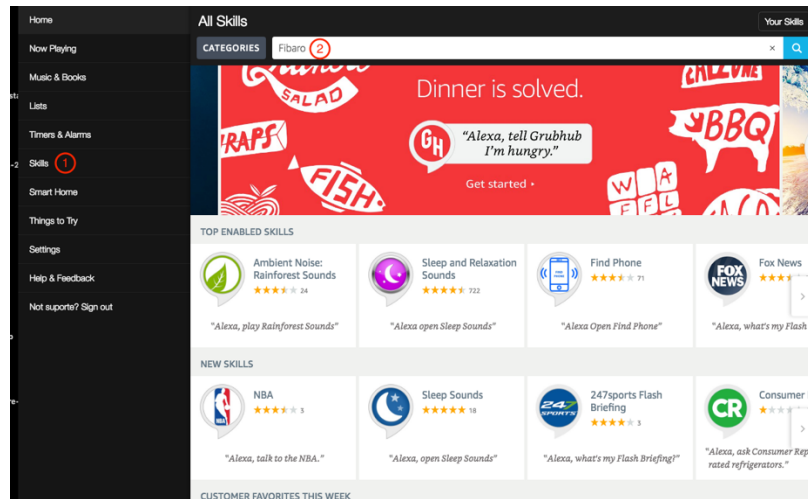 Home
Now Playing
Music & Books
Lists
Timers & Alarms
Skills 1
Smart Home
Things to Try
Settings
Help & Feedback
Not suporte? Sign out
All Skills
Your Skills
CATEGORIES
Fibaro 2
×
SALAD
WRAPS
FISH
Dinner is solved.
GH
"Alexa, tell Grubhub
I'm hungry."
Get started
CALZONE
BBQ
WAFFL
TOP ENABLED SKILLS
Ambient Noise:
Rainforest Sounds
24
"Alexa, play Rainforest Sounds"
Sleep and Relaxation
Sounds
722
"Alexa open Sleep Sounds"
Find Phone
71
"Alexa Open Find Phone"
FOX
NEWS
Fox News
"Alexa, what's my Flash
NEW SKILLS
NBA
3
"Alexa, talk to the NBA."
Sleep Sounds
18
"Alexa, open Sleep Sounds"
247
SPORTS
247sports Flash
Briefing
3
"Alexa, what's my Flash Briefing?"
CR
Consumer
"Alexa, ask Consumer Rep
rated refrigerators."
CUSTOMER FAVORITES THIS WEEK